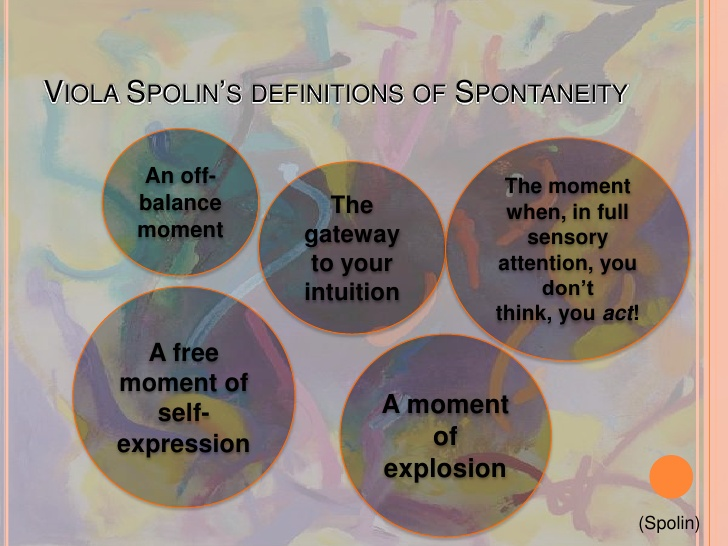 Viola Spolin’s definitions of Spontaneity
An off-
balance
moment
The
gateway
to your
intuition
The moment
when, in full
sensory
attention, you
don’t
think, you act!
A free
moment of
self-
expression
A moment
of
explosion
(Spolin)